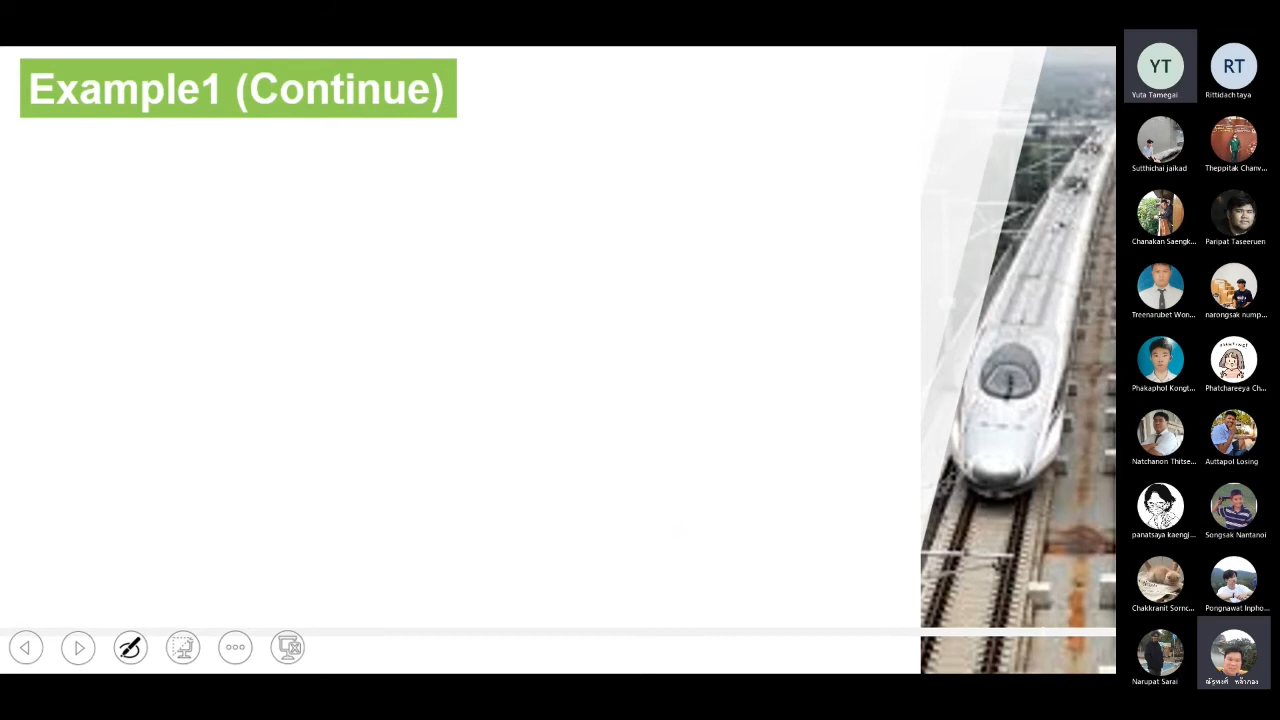 Example1 (Continue)
YT
RT
Yuta Tamegai
Rittidach taya
Sutthichai jaikad
Theppitak Chanv...
Chanakan Saengk...
Paripat Taseeruen
Treenarubet Won...
narongsak nump...
Phakaphol Kongt...
Phatchareeya Ch...
Natchanon Thitse...
Auttapol Losing
panatsaya kaengj...
Songsak Nantanoi
Chakkranit Sornc...
Pongnawat Inpho...
Narupat Sarai